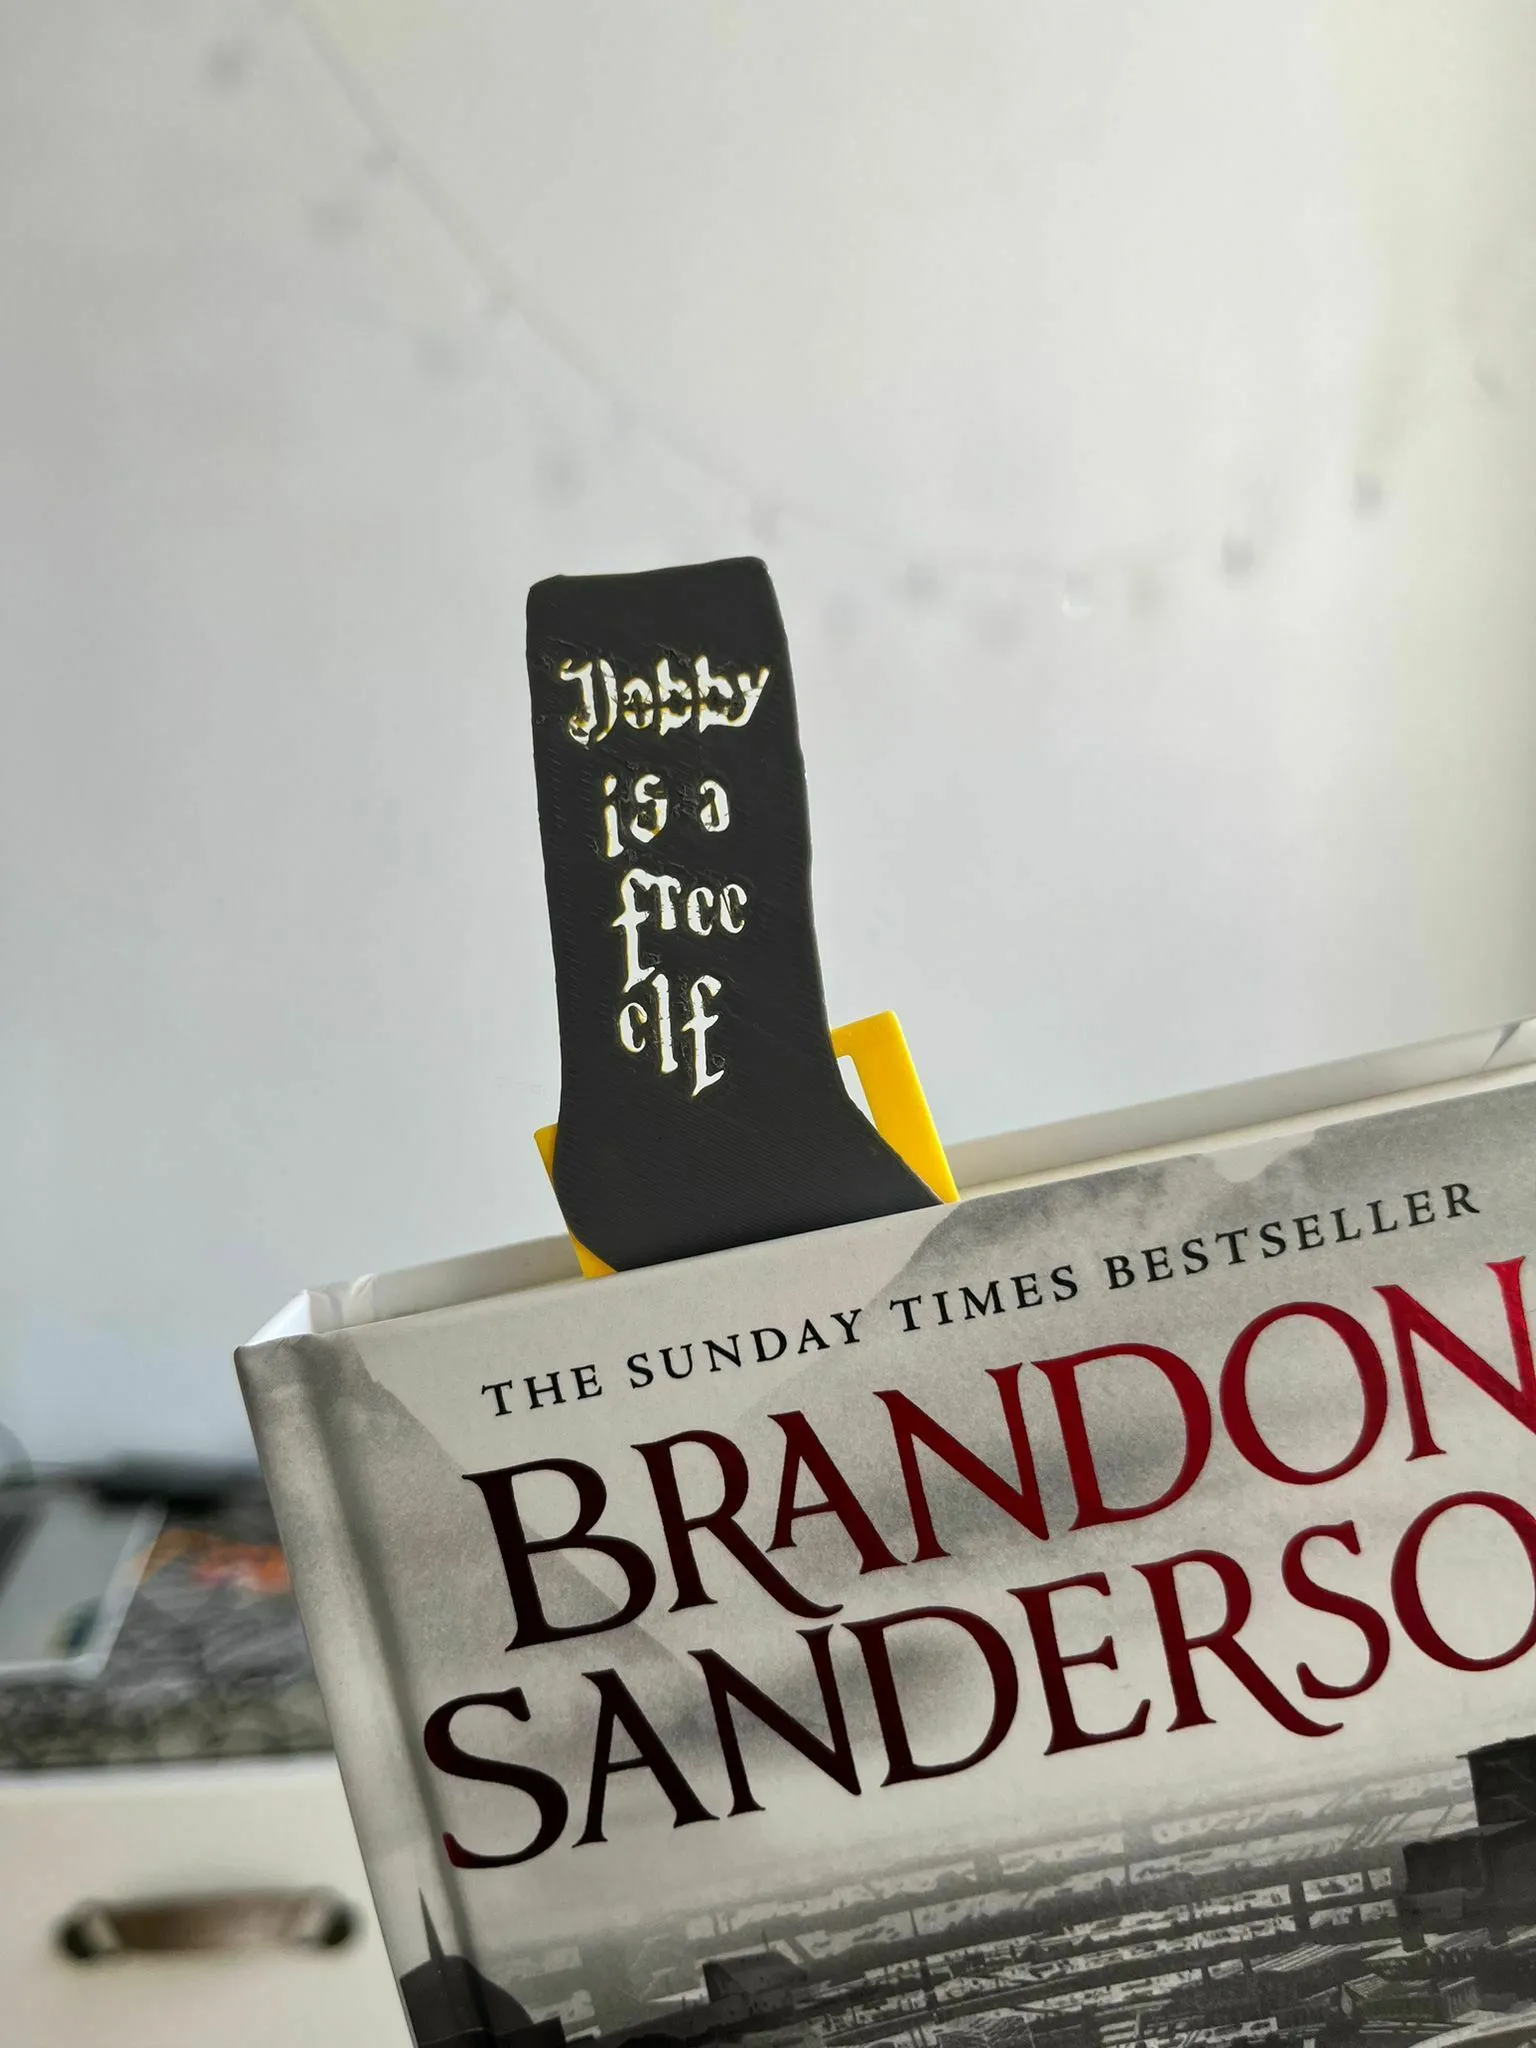 Dobby
is a
free
elf
THE SUNDAY TIMES BESTSELLER
BRANDON
SANDERSO